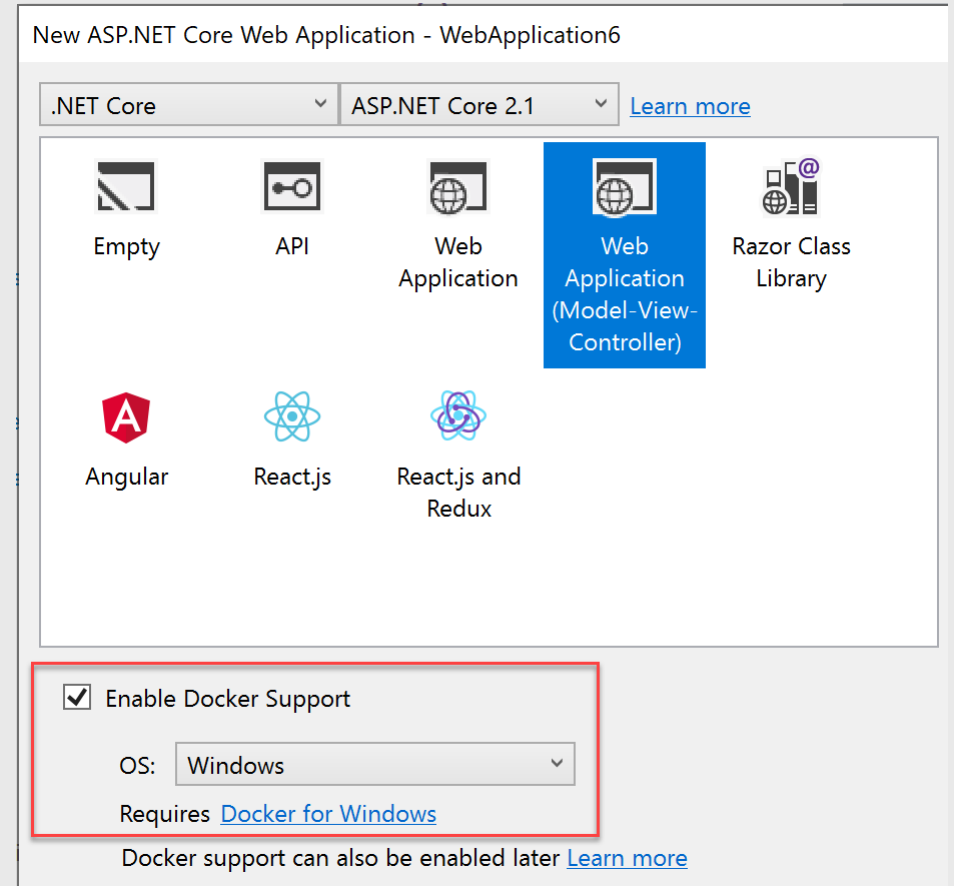 New ASP.NET Core Web Application - WebApplication6
.NET Core
ASP.NET Core 2.1
Learn more
Empty
API
Web
Application
Web
Application
(Model-View-
Controller)
Razor Class
Library
Angular
React.js
React.js and
Redux
Enable Docker Support
OS:
Windows
Requires Docker for Windows
Docker support can also be enabled later Learn more